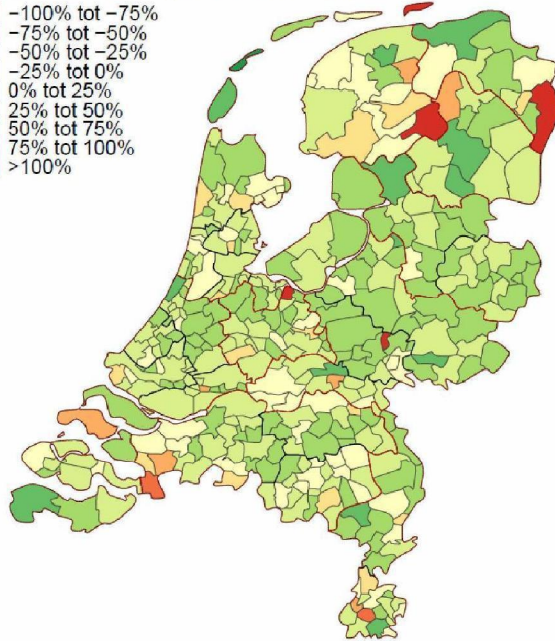 −100% tot −75%
−75% tot −50%
−50% tot −25%
−25% tot 0%
0% tot 25%
25% tot 50%
50% tot 75%
75% tot 100%
>100%